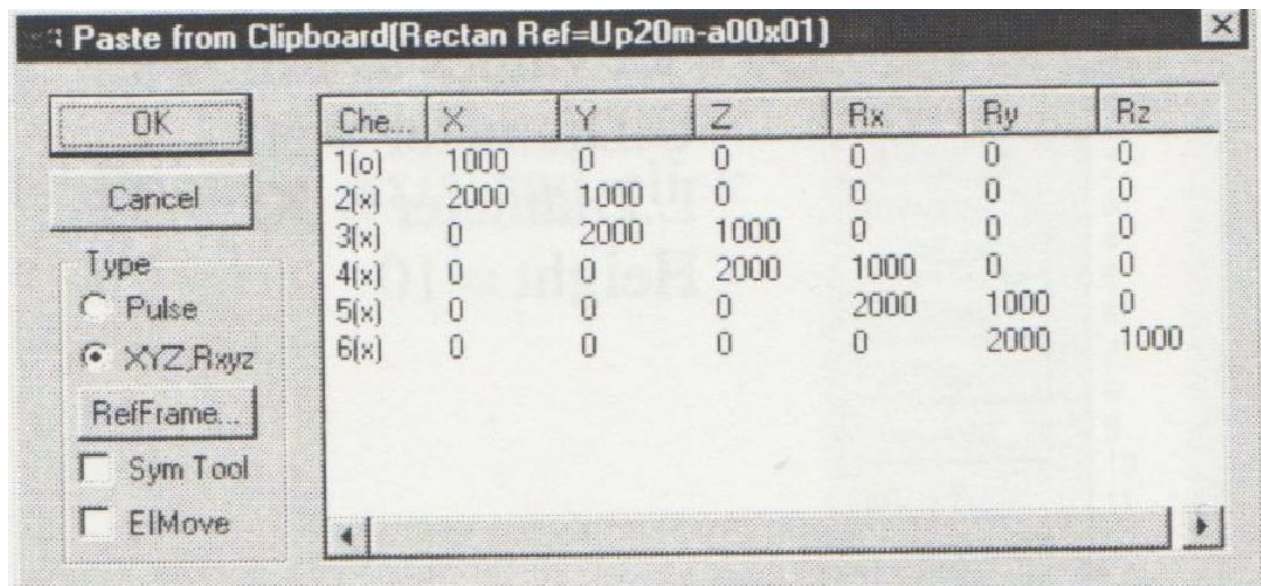 Paste from Clipboard(Rectan Ref=Up20m-a00x01)
OK
Cancel
Type
Pulse
XYZ,Rxyz
RefFrame...
Sym Tool
ElMove
Che... X Y Z Rx Ry Rz
1(o) 1000 0 0 0 0 0
2(x) 2000 1000 0 0 0 0
3(x) 0 2000 1000 0 0 0
4(x) 0 0 2000 1000 0 0
5(x) 0 0 0 2000 1000 0
6(x) 0 0 0 0 2000 1000